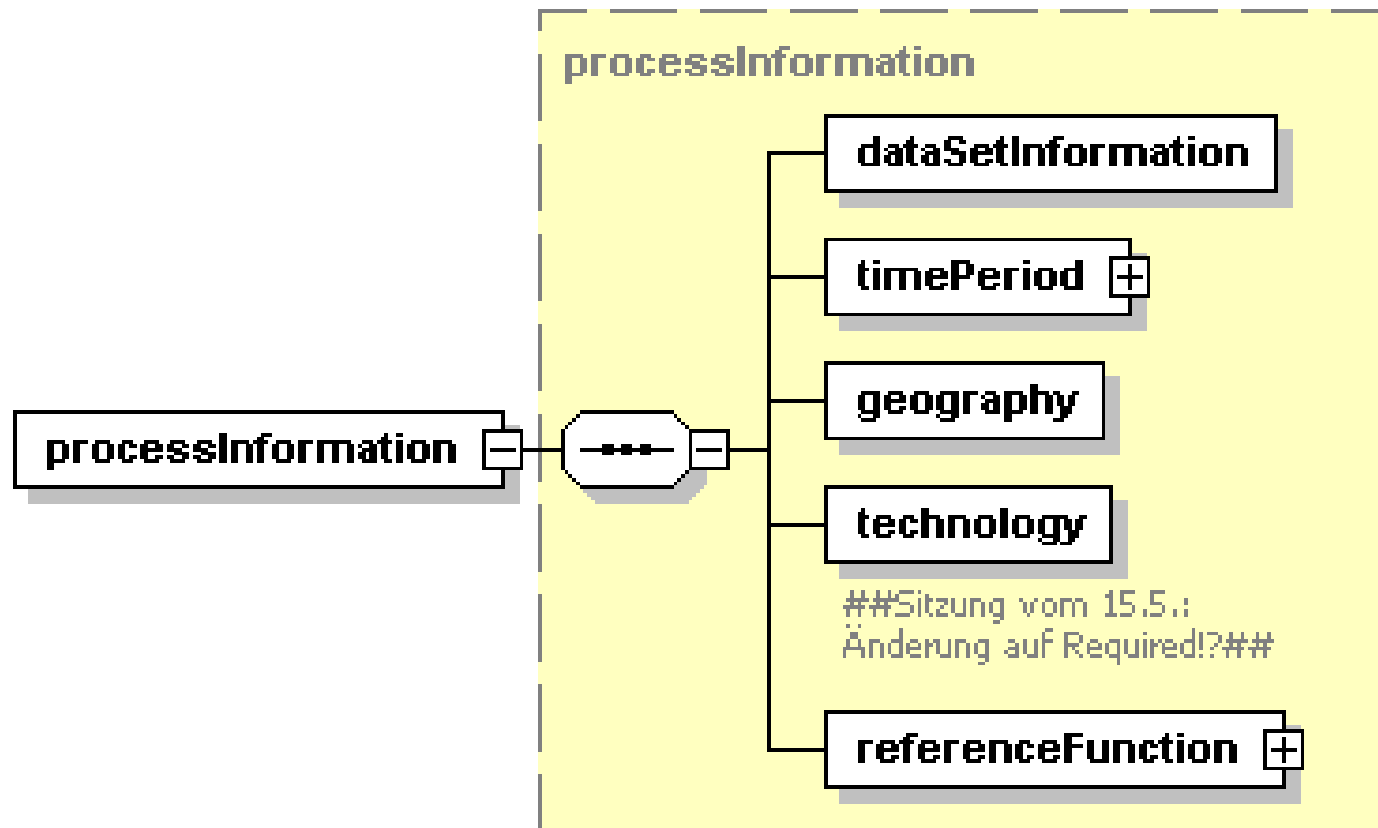 processInformation
dataSetInformation
timePeriod
geography
processInformation
technology
##Sitzung vom 15.5.:
Änderung auf Required!?##
referenceFunction